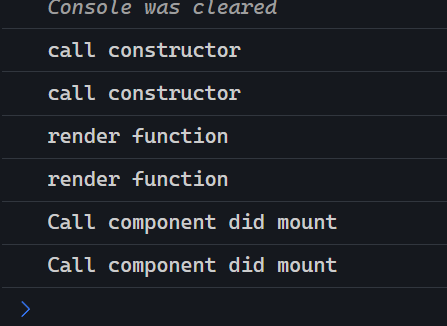 Console was cleared
call constructor
call constructor
render function
render function
Call component did mount
Call component did mount
>